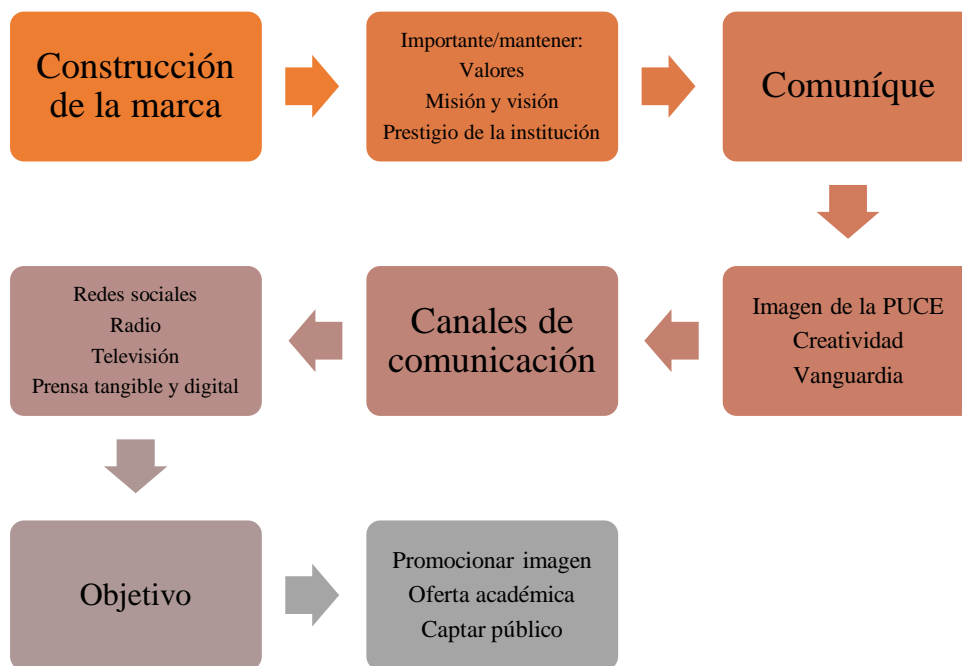 Construcción
de la marca
Importante/mantener:
Valores
Misión y visión
Prestigio de la institución
Comuníque
Imagen de la PUCE
Creatividad
Vanguardia
Canales de
comunicación
Redes sociales
Radio
Televisión
Prensa tangible y digital
Objetivo
Promocionar imagen
Oferta académica
Captar público